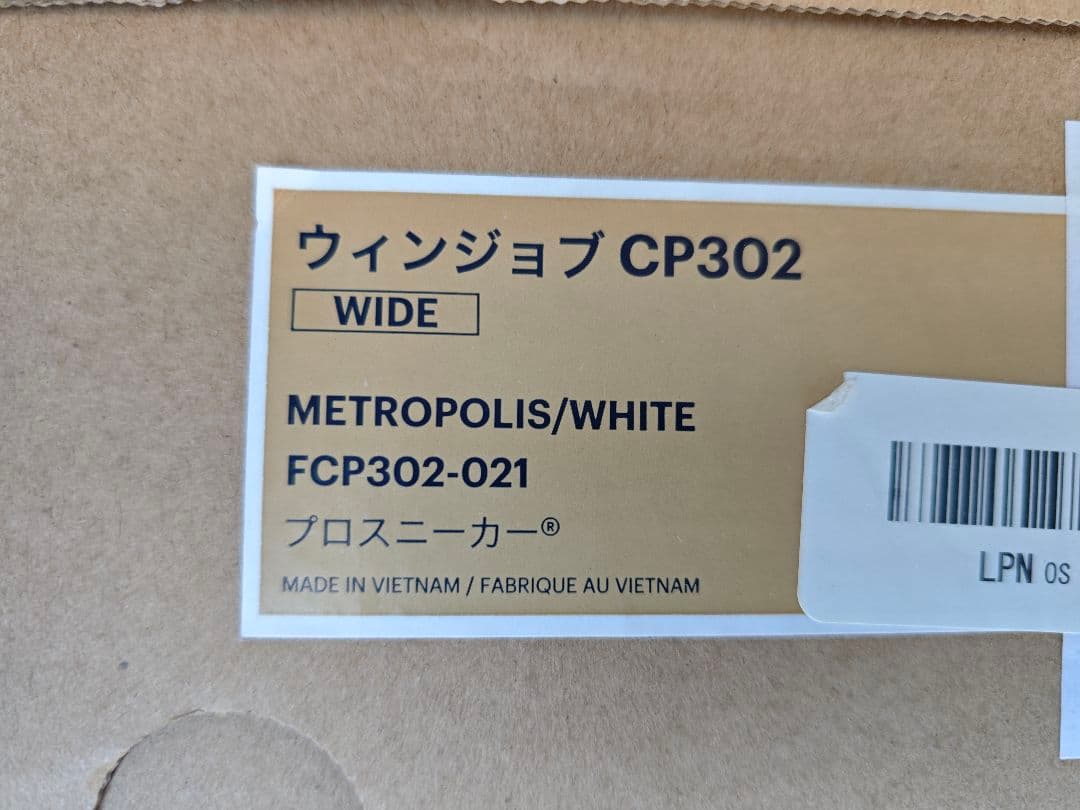 ウィンジョブ CP302
WIDE
METROPOLIS/WHITE
FCP302-021
プロスニーカー®
MADE IN VIETNAM / FABRIQUE AU VIETNAM
LPN OS